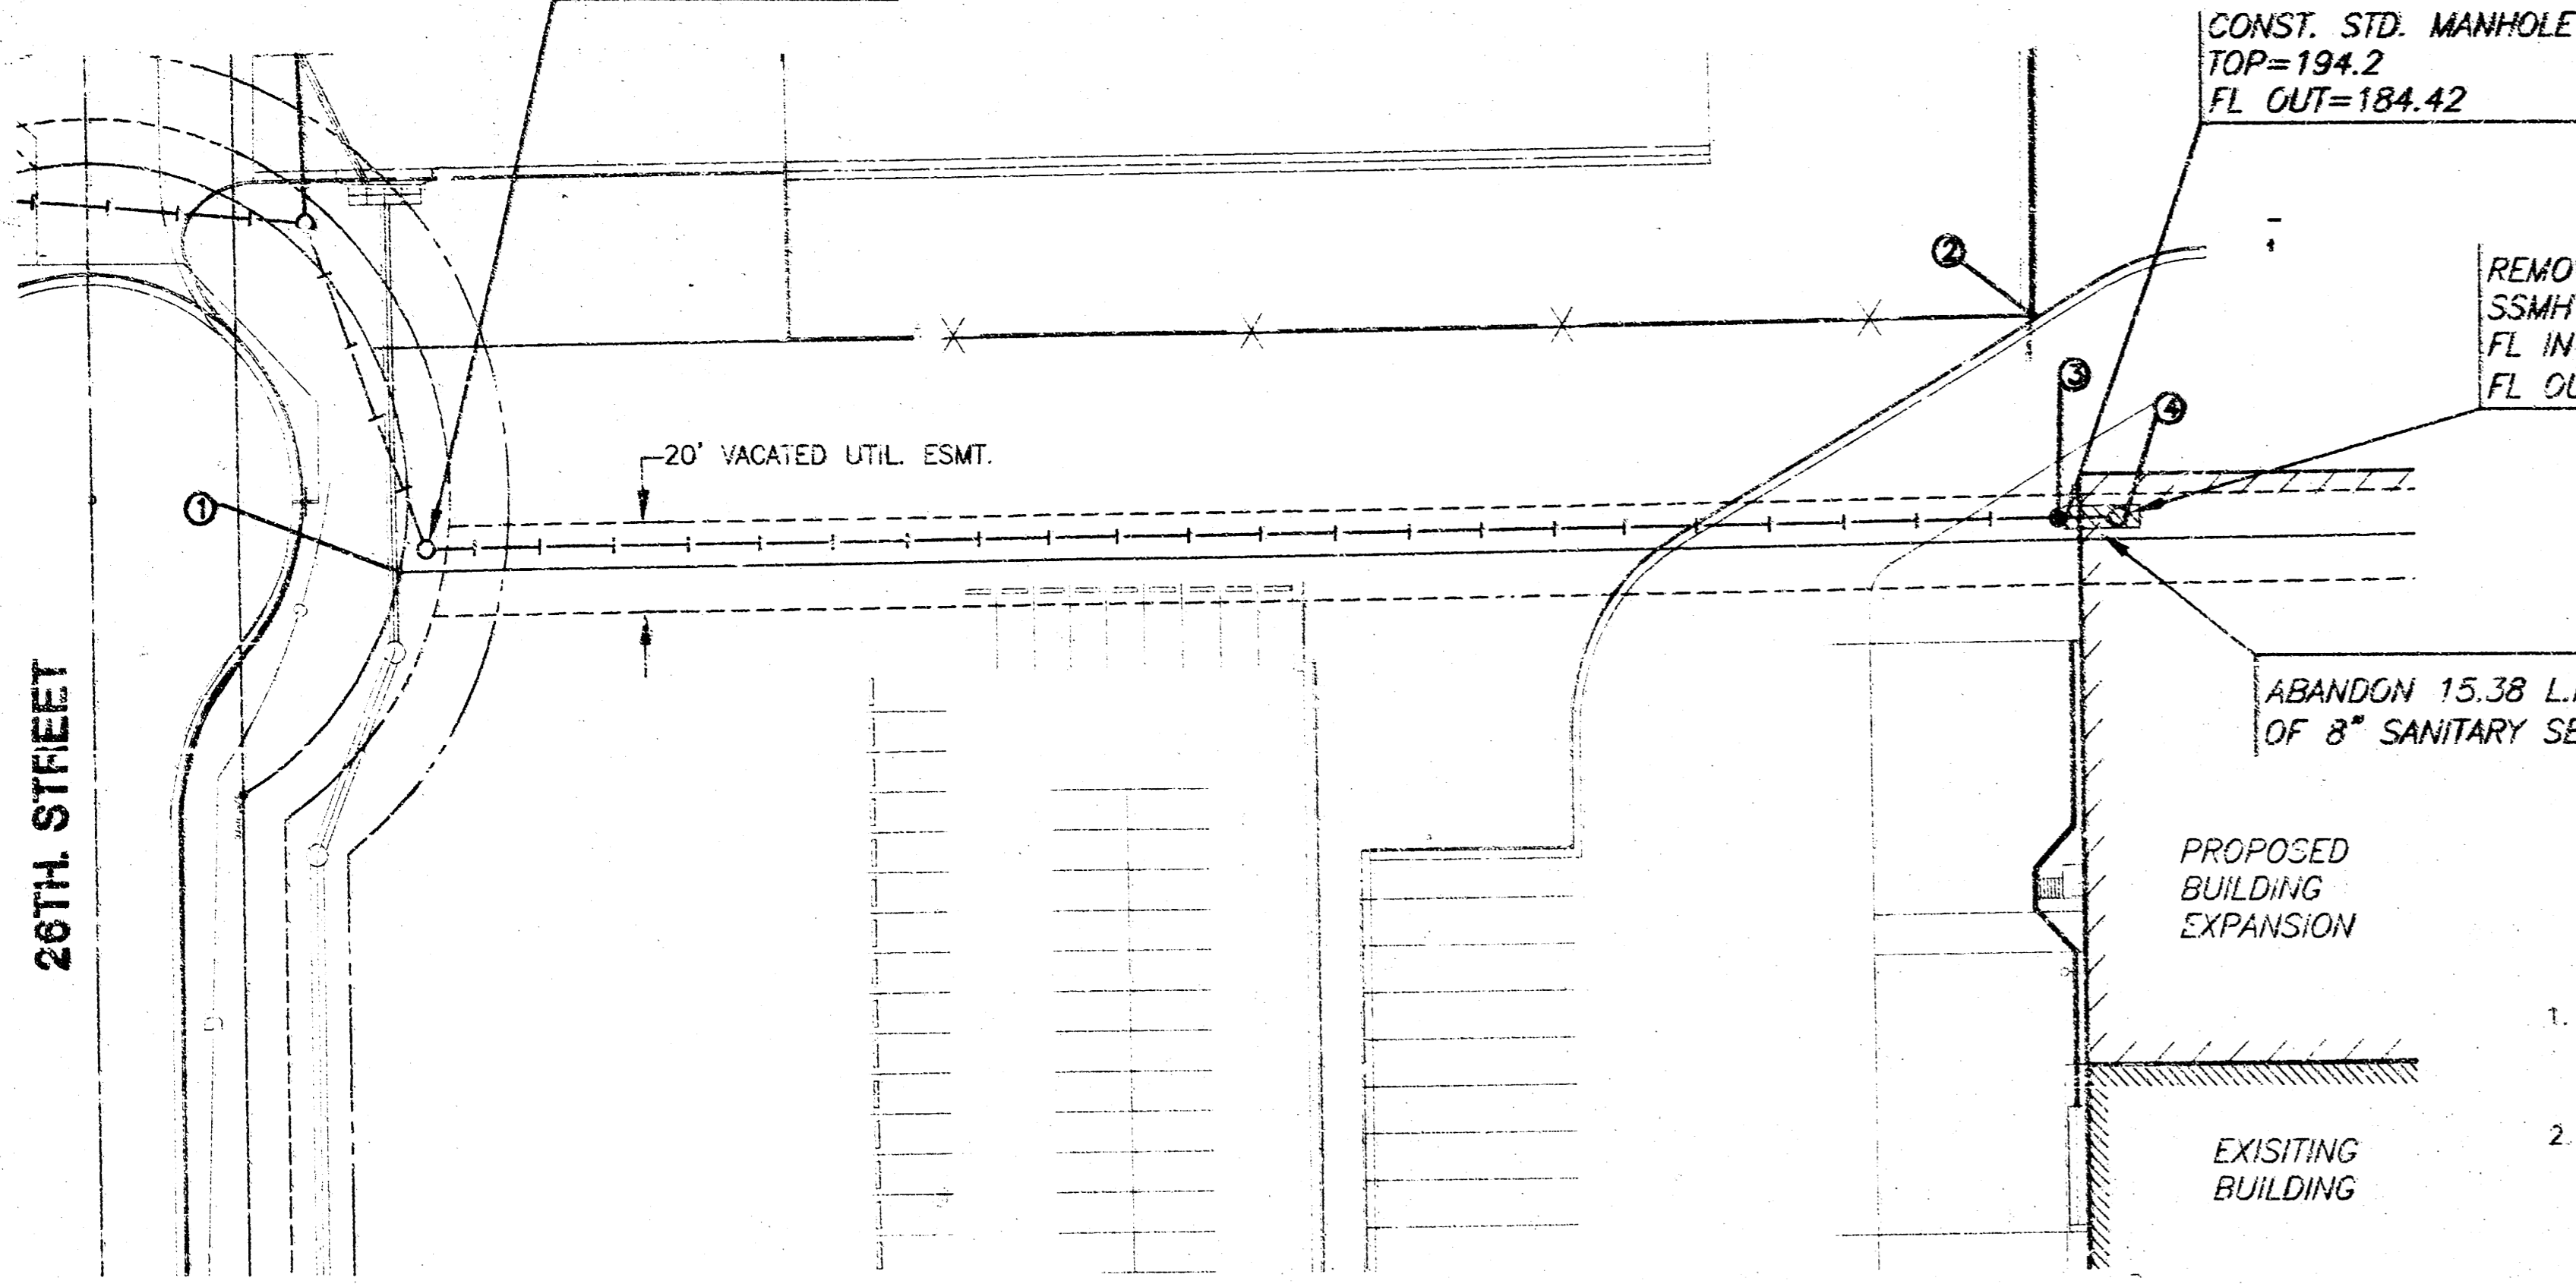 CONST. STD. MANHOLE
TOP=194.2
FL OUT=184.42
REMO
SSMH
FL IN
FL OU
2
3
4
20' VACATED UTIL. ESMT.
1
26TH. STREET
ABANDON 15.38 L.
OF 8" SANITARY SE
PROPOSED
BUILDING
EXPANSION
1.
2.
EXISITING
BUILDING